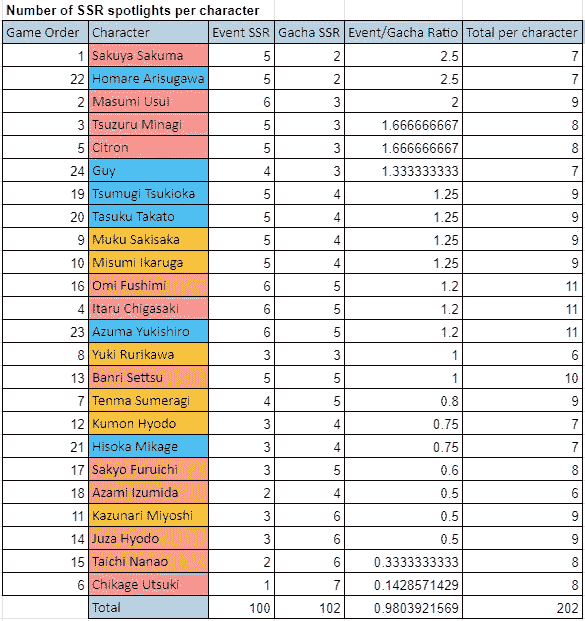 Number of SSR spotlights per character
Game Order Character Event SSR Gacha SSR Event/Gacha Ratio Total per character
1 Sakuya Sakuma 5 2 2.5 7
22 Homare Arisugawa 5 2 2.5 7
2 Masumi Usui 6 3 2 9
3 Tsuzuru Minagi 5 3 1.666666667 8
5 Citron 5 3 1.666666667 8
24 Guy 4 3 1.333333333 7
19 Tsumugi Tsukioka 5 4 1.25 9
20 Tasuku Takato 5 4 1.25 9
9 Muku Sakisaka 5 4 1.25 9
10 Misumi Ikaruga 5 4 1.25 9
16 Omi Fushimi 6 5 1.2 11
4 Itaru Chigasaki 6 5 1.2 11
23 Azuma Yukishiro 6 5 1.2 11
8 Yuki Rurikawa 3 3 1 6
13 Banri Settsu 5 5 1 10
7 Tenma Sumeragi 4 5 0.8 9
12 Kumon Hyodo 3 4 0.75 7
21 Hisoka Mikage 3 4 0.75 7
17 Sakyo Furuichi 3 5 0.6 8
18 Azami Izumida 2 4 0.5 6
11 Kazunari Miyoshi 3 6 0.5 9
14 Juza Hyodo 3 6 0.5 9
15 Taichi Nanao 2 6 0.3333333333 8
6 Chikage Utsuki 1 7 0.1428571429 8
Total 100 102 0.9803921569 202